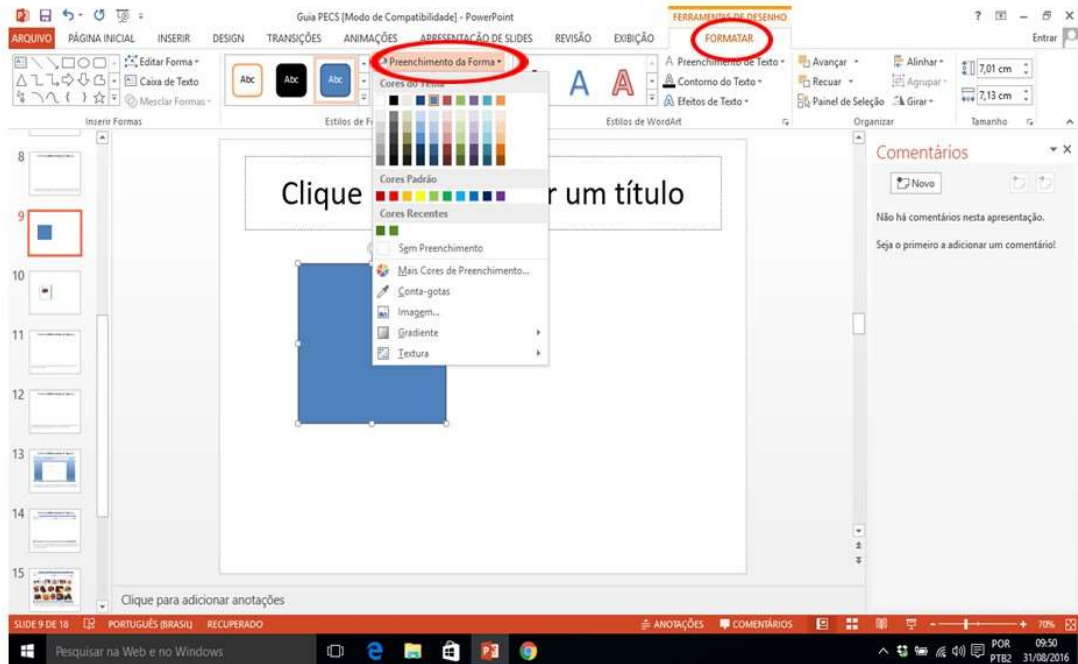 Guia PECS [Modo de Compatibilidade] - PowerPoint
FERRAMENTAS DE DESENHO
ARQUIVO PÁGINA INICIAL INSERIR DESIGN TRANSIÇÕES ANIMAÇÕES APRESENTAÇÃO DE SLIDES REVISÃO EXIBIÇÃO FORMATAR Entrar
Editar Forma
Caixa de Texto
Mesclar Formas
Inserir Formas
Abc Abc Abc
Preenchimento da Forma
Estilos de F
A A
Preenchimento de Texto
Contorno do Texto
Efeitos de Texto
Estilos de WordArt
Avançar
Recuar
Painel de Seleção
Alinhar
Agrupar
Girar
Organizar
7,01 cm
7,13 cm
Tamanho
Cores do Tema
Cores Padrão
Cores Recentes
Sem Preenchimento
Mais Cores de Preenchimento...
Conta-gotas
Imagem...
Gradiente
Textura
8
9
10
11
12
13
14
15
Clique r um título
Clique para adicionar anotações
Comentários
Novo
Não há comentários nesta apresentação.
Seja o primeiro a adicionar um comentário!
SLIDE 9 DE 18 PORTUGUÊS (BRASIL) RECUPERADO ANOTAÇÕES COMENTÁRIOS 70%
Pesquisar na Web e no Windows
POR 09:50
PTB2 31/08/2016